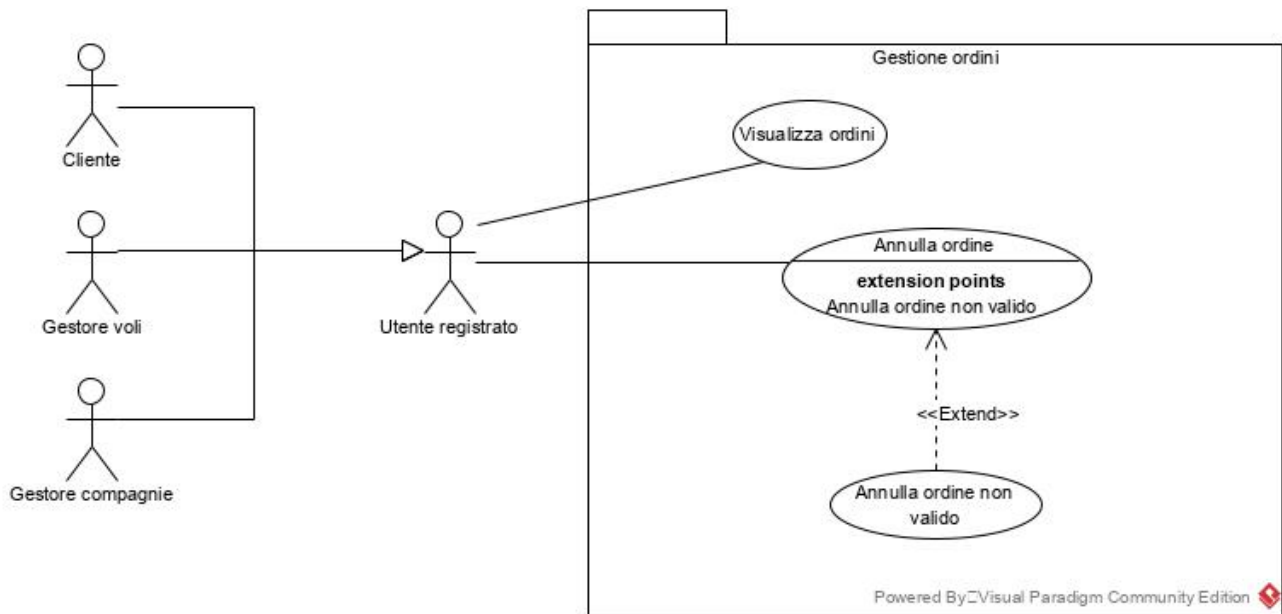 Gestione ordini
Visualizza ordini
Cliente
Gestore voli
Utente registrato
Annulla ordine
extension points
Annulla ordine non valido
<<Extend>>
Gestore compagnie
Annulla ordine non
valido
Powered By Visual Paradigm Community Edition